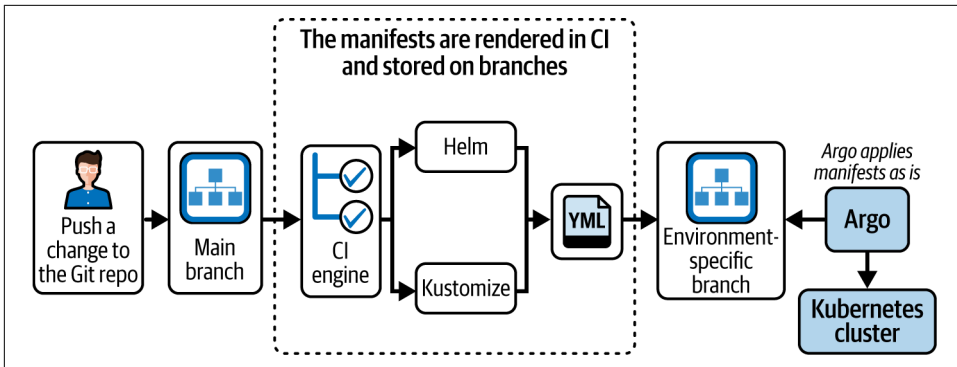 The manifests are rendered in CI
and stored on branches
Push a
change to
the Git repo
Main
branch
CI
engine
Helm
Kustomize
YML
Environment-
specific
branch
Argo applies
manifests as is
Argo
Kubernetes
cluster